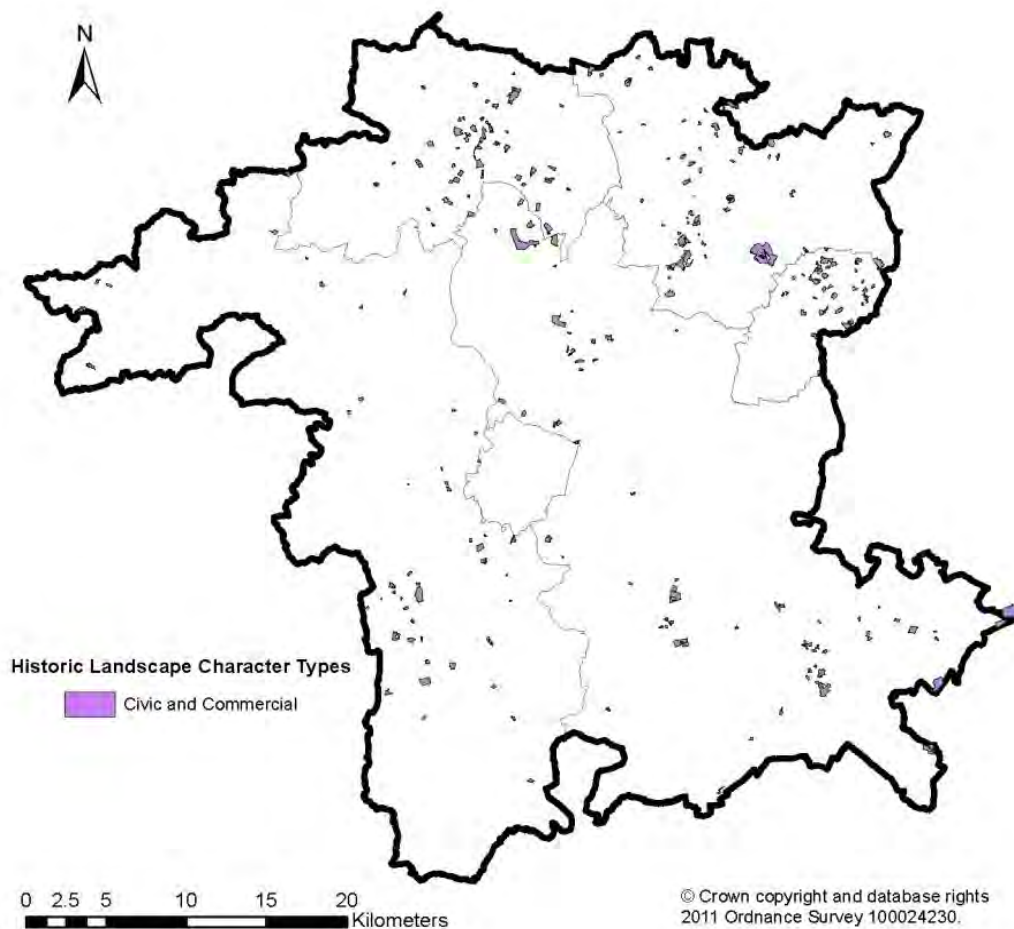 N
Historic Landscape Character Types
Civic and Commercial
0 2.5 5 10 15 20
Kilometers
© Crown copyright and database rights
2011 Ordnance Survey 100024230.